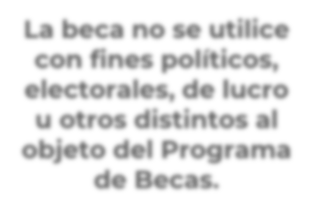 La beca no se utilice
con fines políticos,
electorales, de lucro
u otros distintos al
objeto del Programa
de Becas.